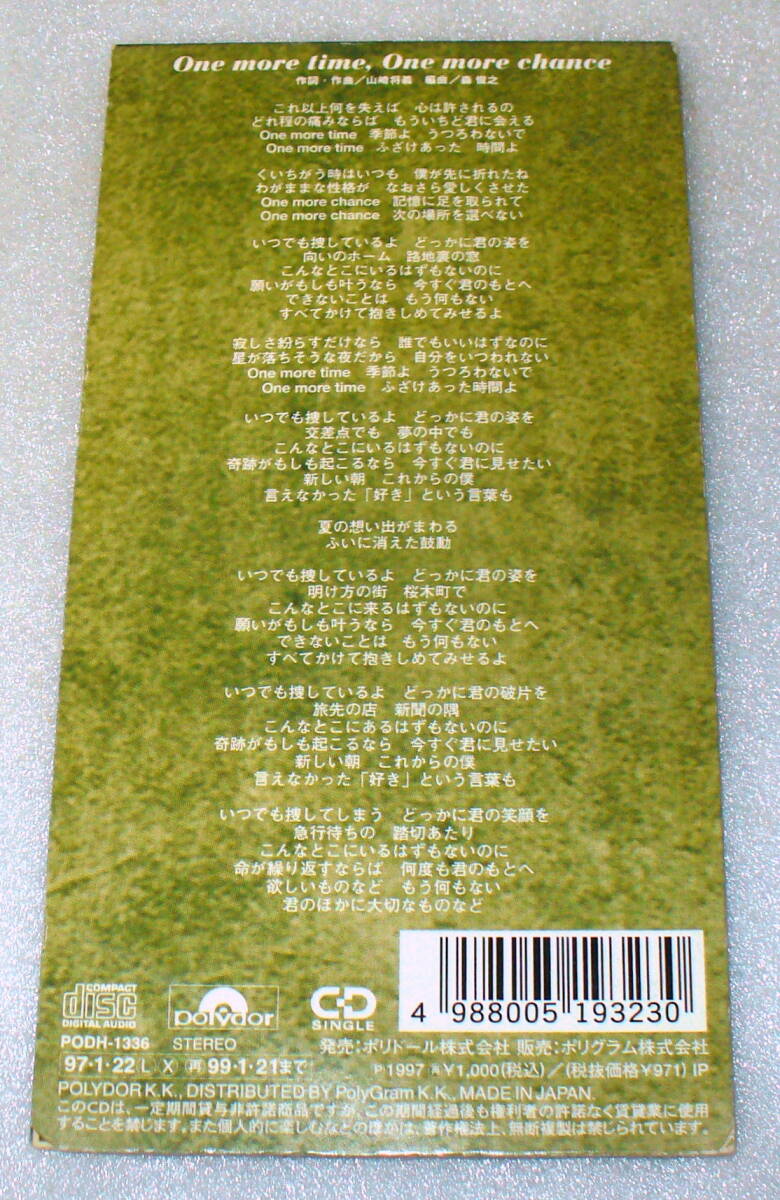 One more time, One more chance
作詞・作曲／山崎将義　編曲／森俊之
これ以上何を失えば　心は許されるの
どれ程の痛みならば　もういちど君に会える
One more time　季節よ　うつろわないで
One more time　ふざけあった　時間よ
くいちがう時はいつも　僕が先に折れたね
わがままな性格が　なおさら愛しくさせた
One more chance　記憶に足を取られて
One more chance　次の場所を選べない
いつでも捜しているよ　どっかに君の姿を
向いのホーム　路地裏の窓
こんなとこにいるはずもないのに
願いがもしも叶うなら　今すぐ君のもとへ
できないことは　もう何もない
すべてかけて抱きしめてみせるよ
寂しさ紛らすだけなら　誰でもいいはずなのに
星が落ちそうな夜だから　自分をいつわれない
One more time　季節よ　うつろわないで
One more time　ふざけあった時間よ
いつでも捜しているよ　どっかに君の姿を
交差点でも　夢の中でも
こんなとこにいるはずもないのに
奇跡がもしも起こるなら　今すぐ君に見せたい
新しい朝　これからの僕
言えなかった「好き」という言葉も
夏の想い出がまわる
ふいに消えた鼓動
いつでも捜しているよ　どっかに君の姿を
明け方の街　桜木町で
こんなとこに来るはずもないのに
願いがもしも叶うなら　今すぐ君のもとへ
できないことは　もう何もない
すべてかけて抱きしめてみせるよ
いつでも捜しているよ　どっかに君の破片を
旅先の店　新聞の隅
こんなとこにあるはずもないのに
奇跡がもしも起こるなら　今すぐ君に見せたい
新しい朝　これからの僕
言えなかった「好き」という言葉も
いつでも捜してしまう　どっかに君の笑顔を
急行待ちの　踏切あたり
こんなとこにいるはずもないのに
命が繰り返すならば　何度も君のもとへ
欲しいものなど　もう何もない
君のほかに大切なものなど
4 988005 193230
COMPACT
disc
DIGITAL AUDIO
polydor
CD
SINGLE
PODH-1336　STEREO
発売：ポリドール株式会社 販売：ポリグラム株式会社
97・1・22(L)(X)(再)99・1・21まで
Ⓟ1997 ¥1,000(税込)／(税抜価格¥971) IP
POLYDOR K.K., DISTRIBUTED BY PolyGram K.K., MADE IN JAPAN.
このCDは、一定期間貸与非許諾商品ですが、この期間経過後も権利者の許諾なく賃貸業に使用
することを禁じます。また個人的に楽しむなどの他は、著作権法上、無断複製は禁じられています。